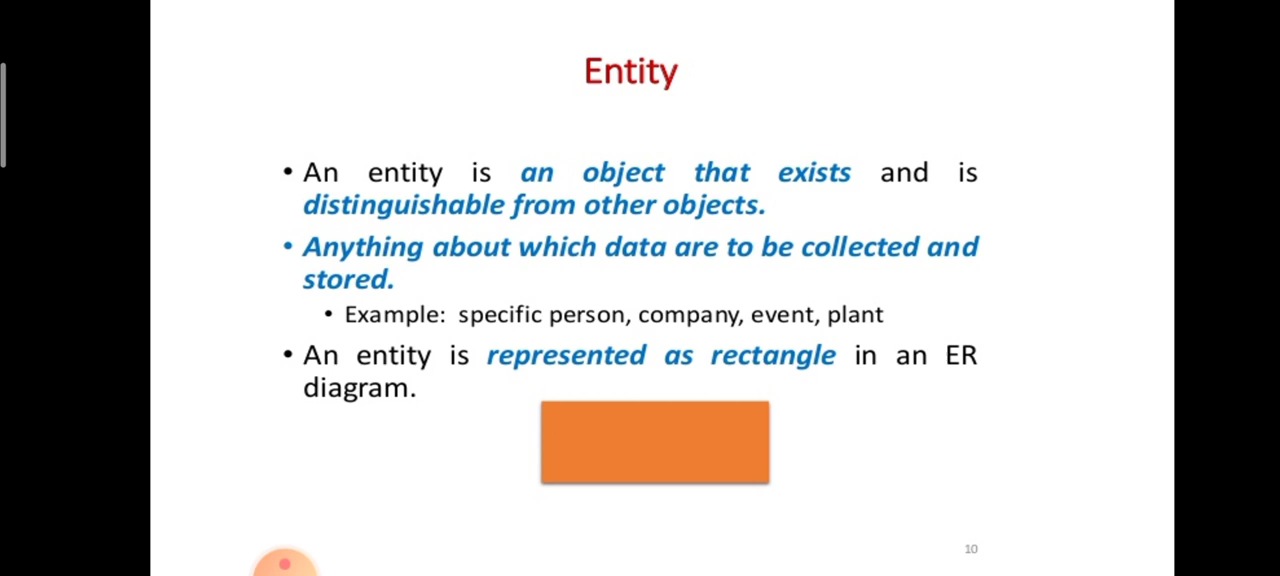 Entity
• An entity is an object that exists and is
distinguishable from other objects.
• Anything about which data are to be collected and
stored.
• Example: specific person, company, event, plant
• An entity is represented as rectangle in an ER
diagram.
10